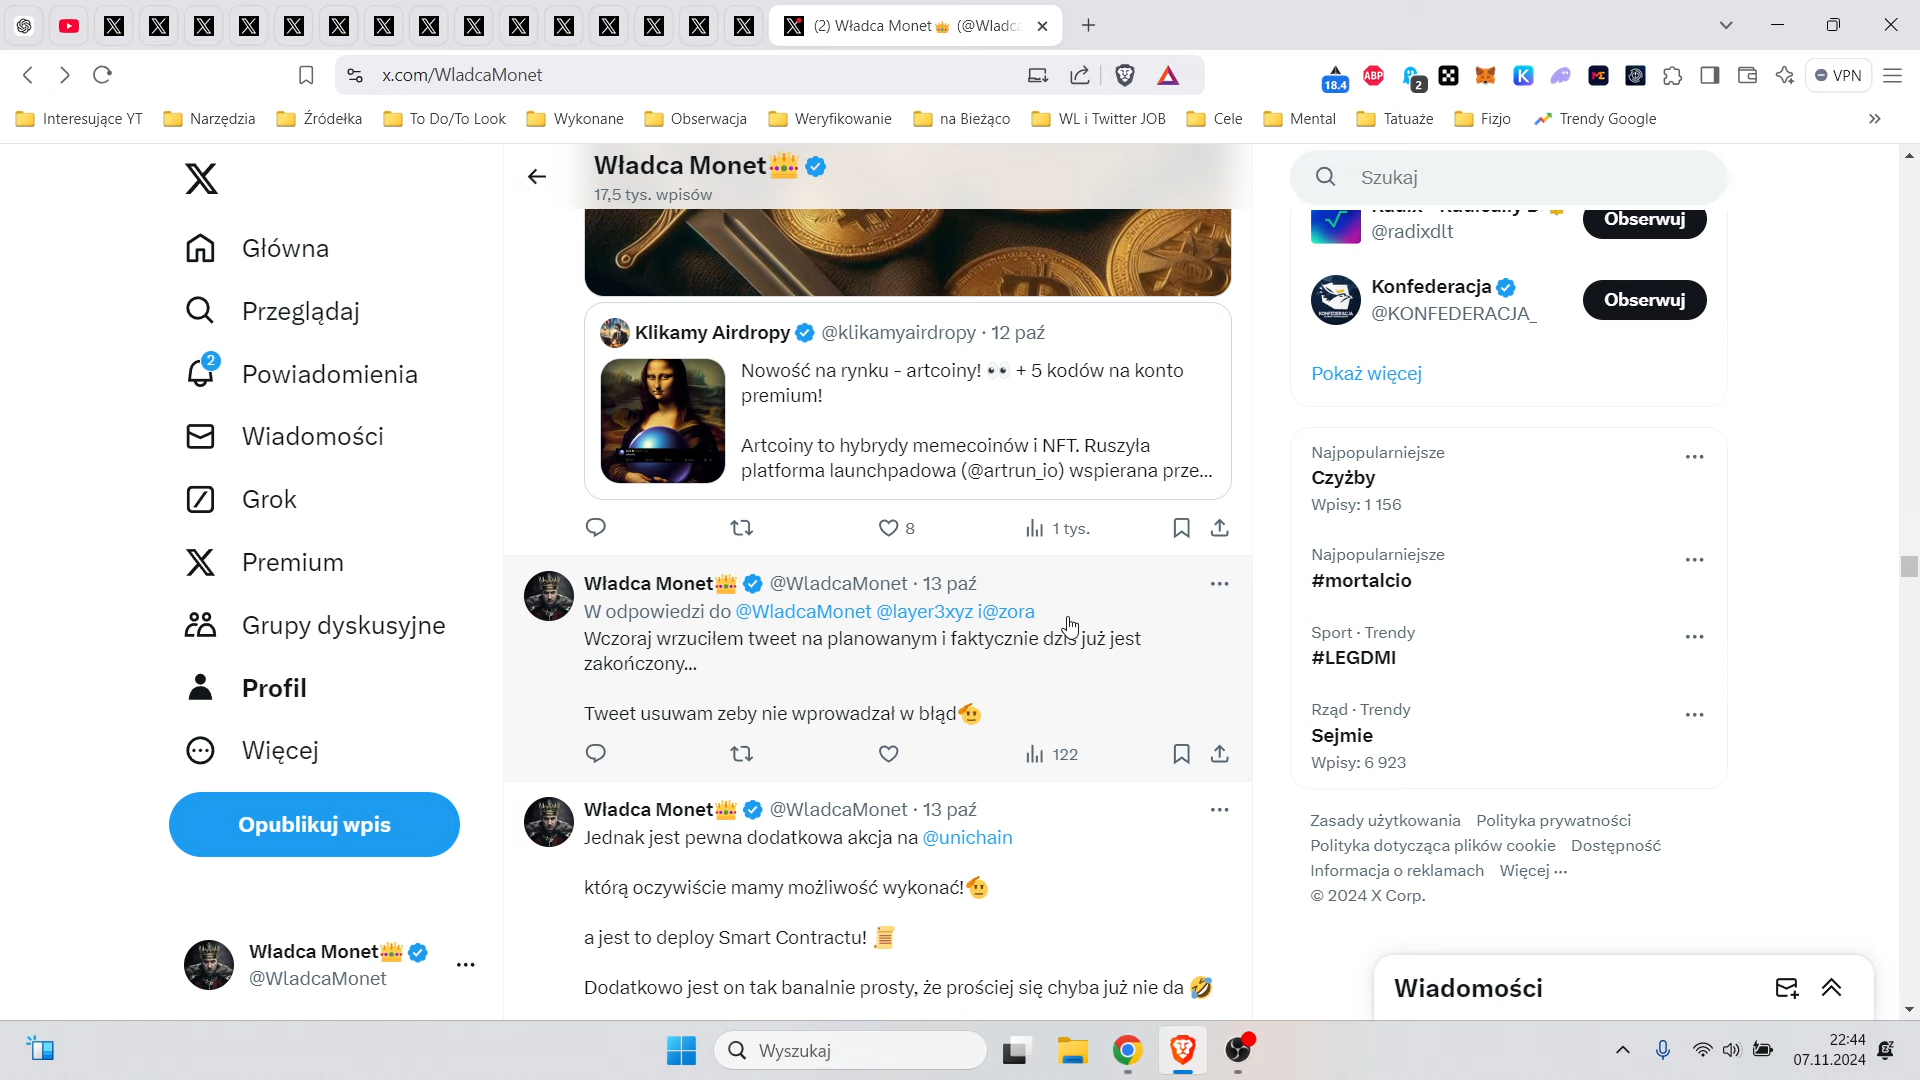 (2) Władca Monet👑 (@Wladc
x.com/WladcaMonet
18.4
ABP
2
VPN
Interesujące YT
Narzędzia
Źródełka
To Do/To Look
Wykonane
Obserwacja
Weryfikowanie
na Bieżąco
WL i Twitter JOB
Cele
Mental
Tatuaże
Fizjo
Trendy Google
Główna
Przeglądaj
2
Powiadomienia
Wiadomości
Grok
Premium
Grupy dyskusyjne
Profil
Więcej
Opublikuj wpis
Władca Monet👑
@WladcaMonet
Władca Monet👑
17,5 tys. wpisów
Klikamy Airdropy @klikamyairdropy · 12 paź
Nowość na rynku - artcoiny! 👀 + 5 kodów na konto
premium!
Artcoiny to hybrydy memecoinów i NFT. Ruszyła
platforma launchpadowa (@artrun_io) wspierana prze...
8
1 tys.
Władca Monet👑 @WladcaMonet · 13 paź
W odpowiedzi do @WladcaMonet @layer3xyz i@zora
Wczoraj wrzuciłem tweet na planowanym i faktycznie dziś już jest
zakończony...
Tweet usuwam zeby nie wprowadzał w błąd🫡
122
Władca Monet👑 @WladcaMonet · 13 paź
Jednak jest pewna dodatkowa akcja na @unichain
którą oczywiście mamy możliwość wykonać!🫡
a jest to deploy Smart Contractu! 📜
Dodatkowo jest on tak banalnie prosty, że prościej się chyba już nie da 🤣
Szukaj
@radixdlt
Obserwuj
Konfederacja
@KONFEDERACJA_
Obserwuj
Pokaż więcej
Najpopularniejsze
Czyżby
Wpisy: 1 156
Najpopularniejsze
#mortalcio
Sport · Trendy
#LEGDMI
Rząd · Trendy
Sejmie
Wpisy: 6 923
Zasady użytkowania Polityka prywatności
Polityka dotycząca plików cookie Dostępność
Informacja o reklamach Więcej ···
© 2024 X Corp.
Wiadomości
Wyszukaj
22:44
07.11.2024